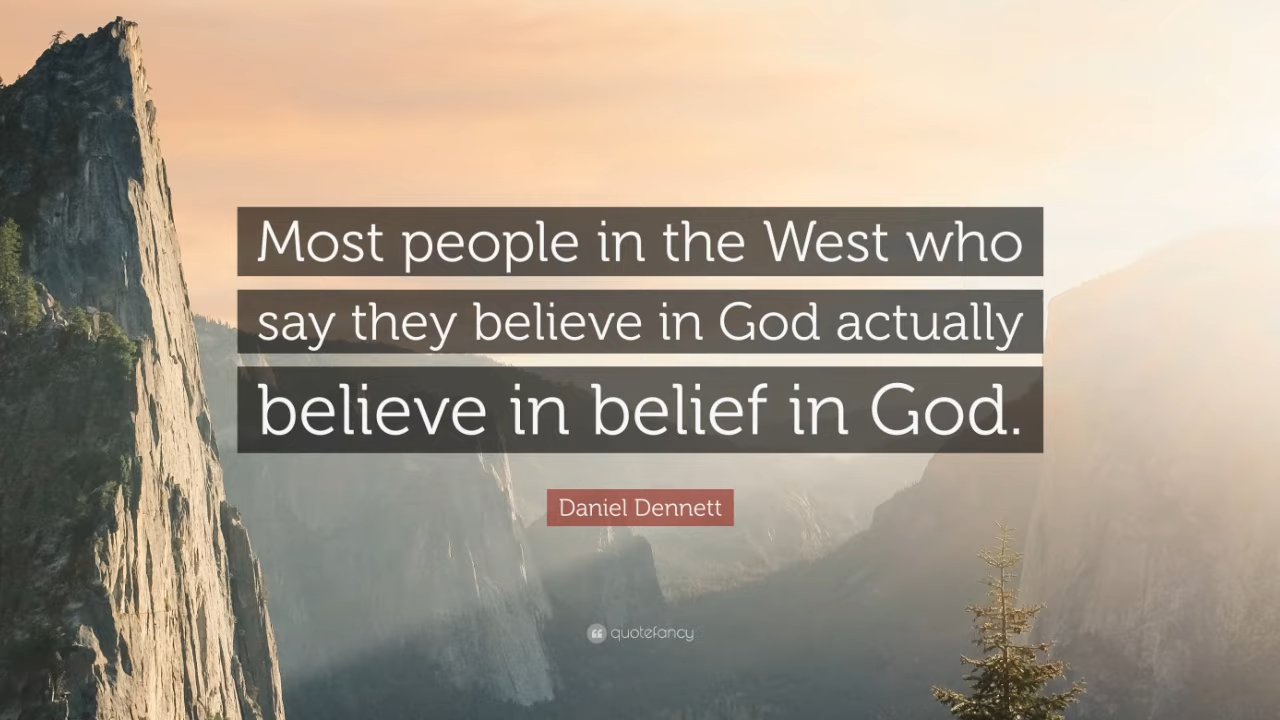 Most people in the West who
say they believe in God actually
believe in belief in God.
Daniel Dennett
quotefancy